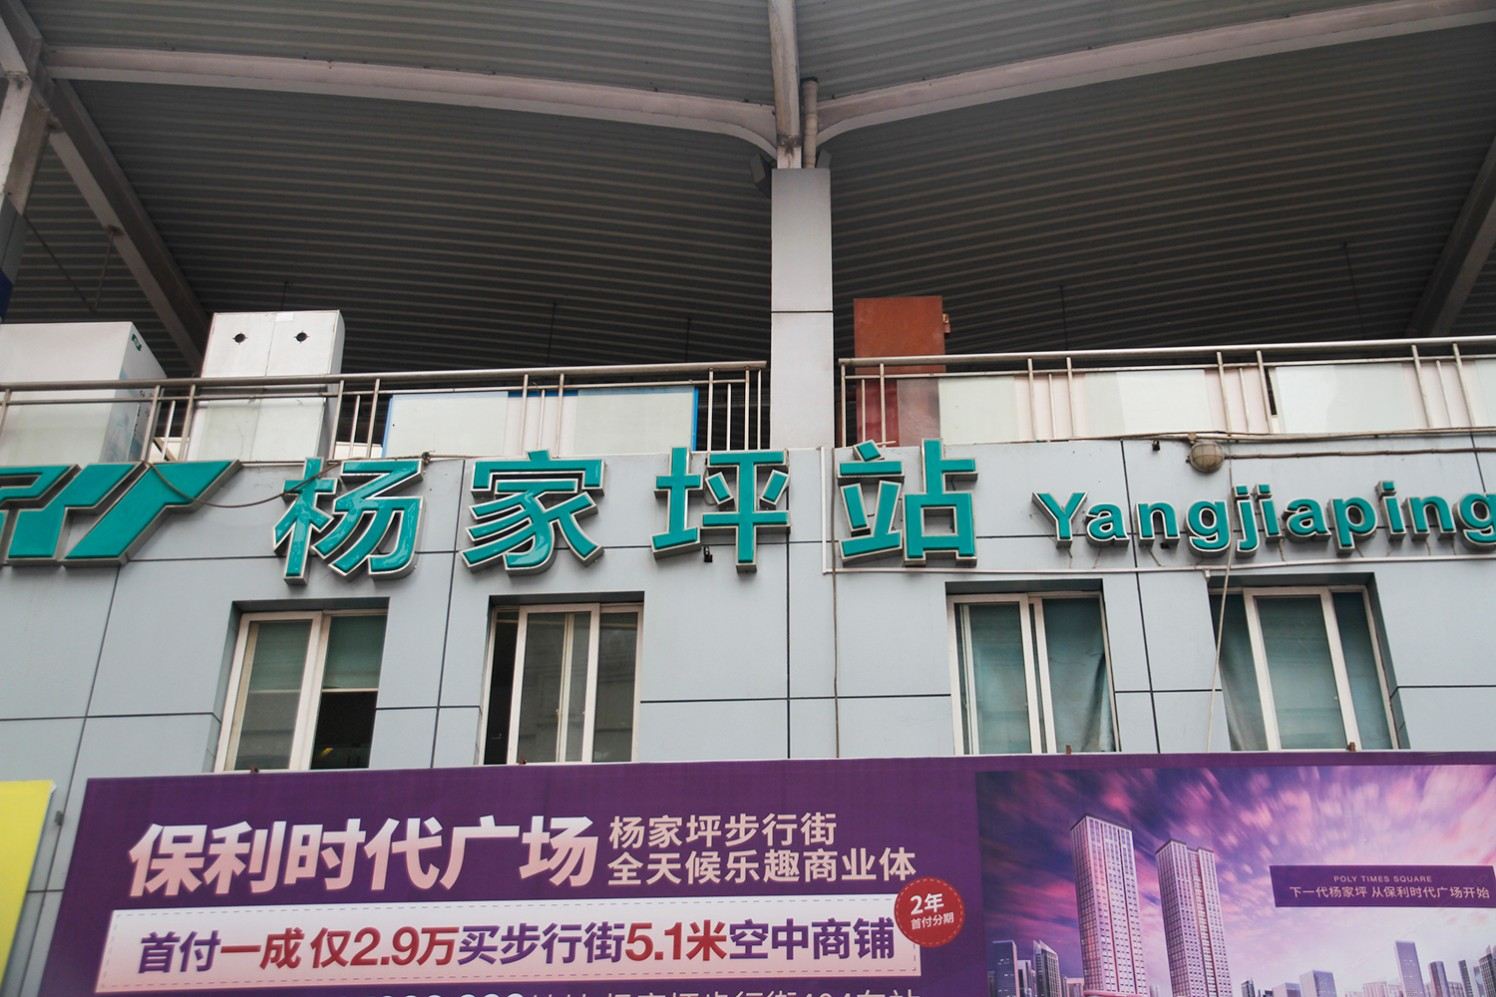 杨家坪站 Yangjiaping
保利时代广场
杨家坪步行街
全天候乐趣商业体
2年
首付分期
首付一成 仅2.9万买步行街5.1米空中商铺
POLY TIMES SQUARE
下一代杨家坪 从保利时代广场开始